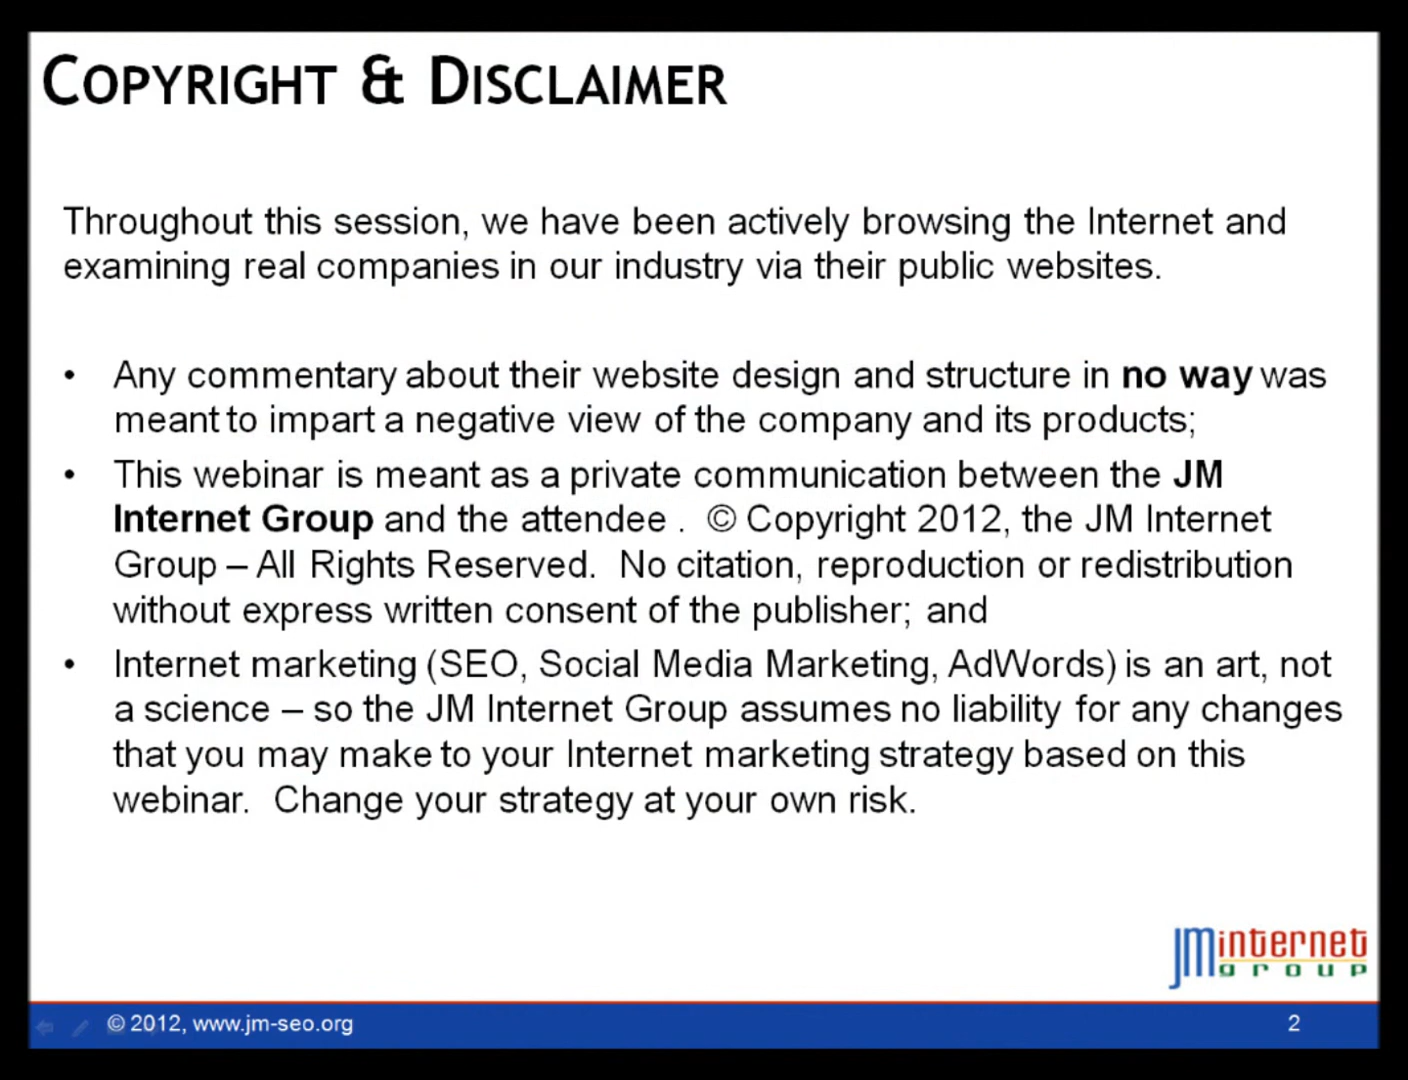 COPYRIGHT & DISCLAIMER
Throughout this session, we have been actively browsing the Internet and
examining real companies in our industry via their public websites.
• Any commentary about their website design and structure in no way was
meant to impart a negative view of the company and its products;
• This webinar is meant as a private communication between the JM
Internet Group and the attendee . © Copyright 2012, the JM Internet
Group – All Rights Reserved. No citation, reproduction or redistribution
without express written consent of the publisher; and
• Internet marketing (SEO, Social Media Marketing, AdWords) is an art, not
a science – so the JM Internet Group assumes no liability for any changes
that you may make to your Internet marketing strategy based on this
webinar. Change your strategy at your own risk.
JM internet
group
© 2012, www.jm-seo.org
2